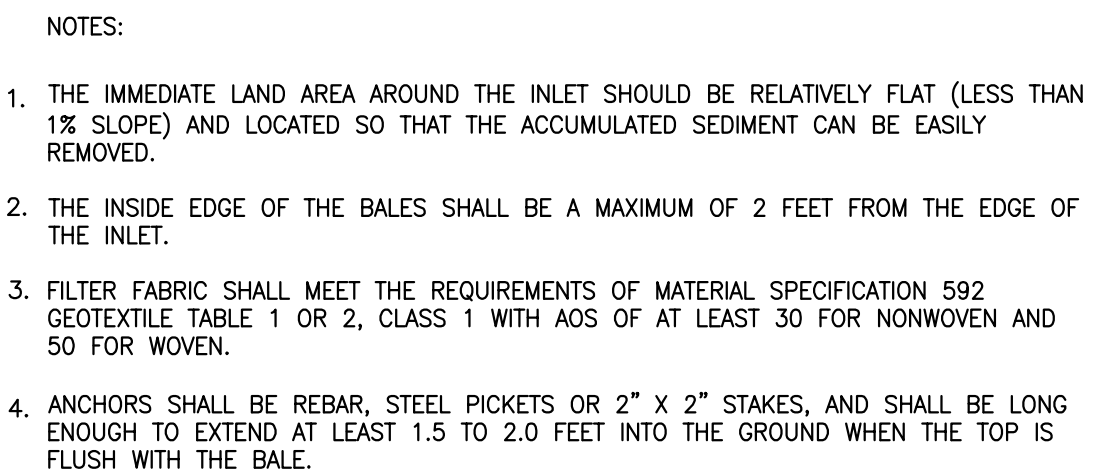 NOTES:
1. THE IMMEDIATE LAND AREA AROUND THE INLET SHOULD BE RELATIVELY FLAT (LESS THAN
1% SLOPE) AND LOCATED SO THAT THE ACCUMULATED SEDIMENT CAN BE EASILY
REMOVED.
2. THE INSIDE EDGE OF THE BALES SHALL BE A MAXIMUM OF 2 FEET FROM THE EDGE OF
THE INLET.
3. FILTER FABRIC SHALL MEET THE REQUIREMENTS OF MATERIAL SPECIFICATION 592
GEOTEXTILE TABLE 1 OR 2, CLASS 1 WITH AOS OF AT LEAST 30 FOR NONWOVEN AND
50 FOR WOVEN.
4. ANCHORS SHALL BE REBAR, STEEL PICKETS OR 2" X 2" STAKES, AND SHALL BE LONG
ENOUGH TO EXTEND AT LEAST 1.5 TO 2.0 FEET INTO THE GROUND WHEN THE TOP IS
FLUSH WITH THE BALE.